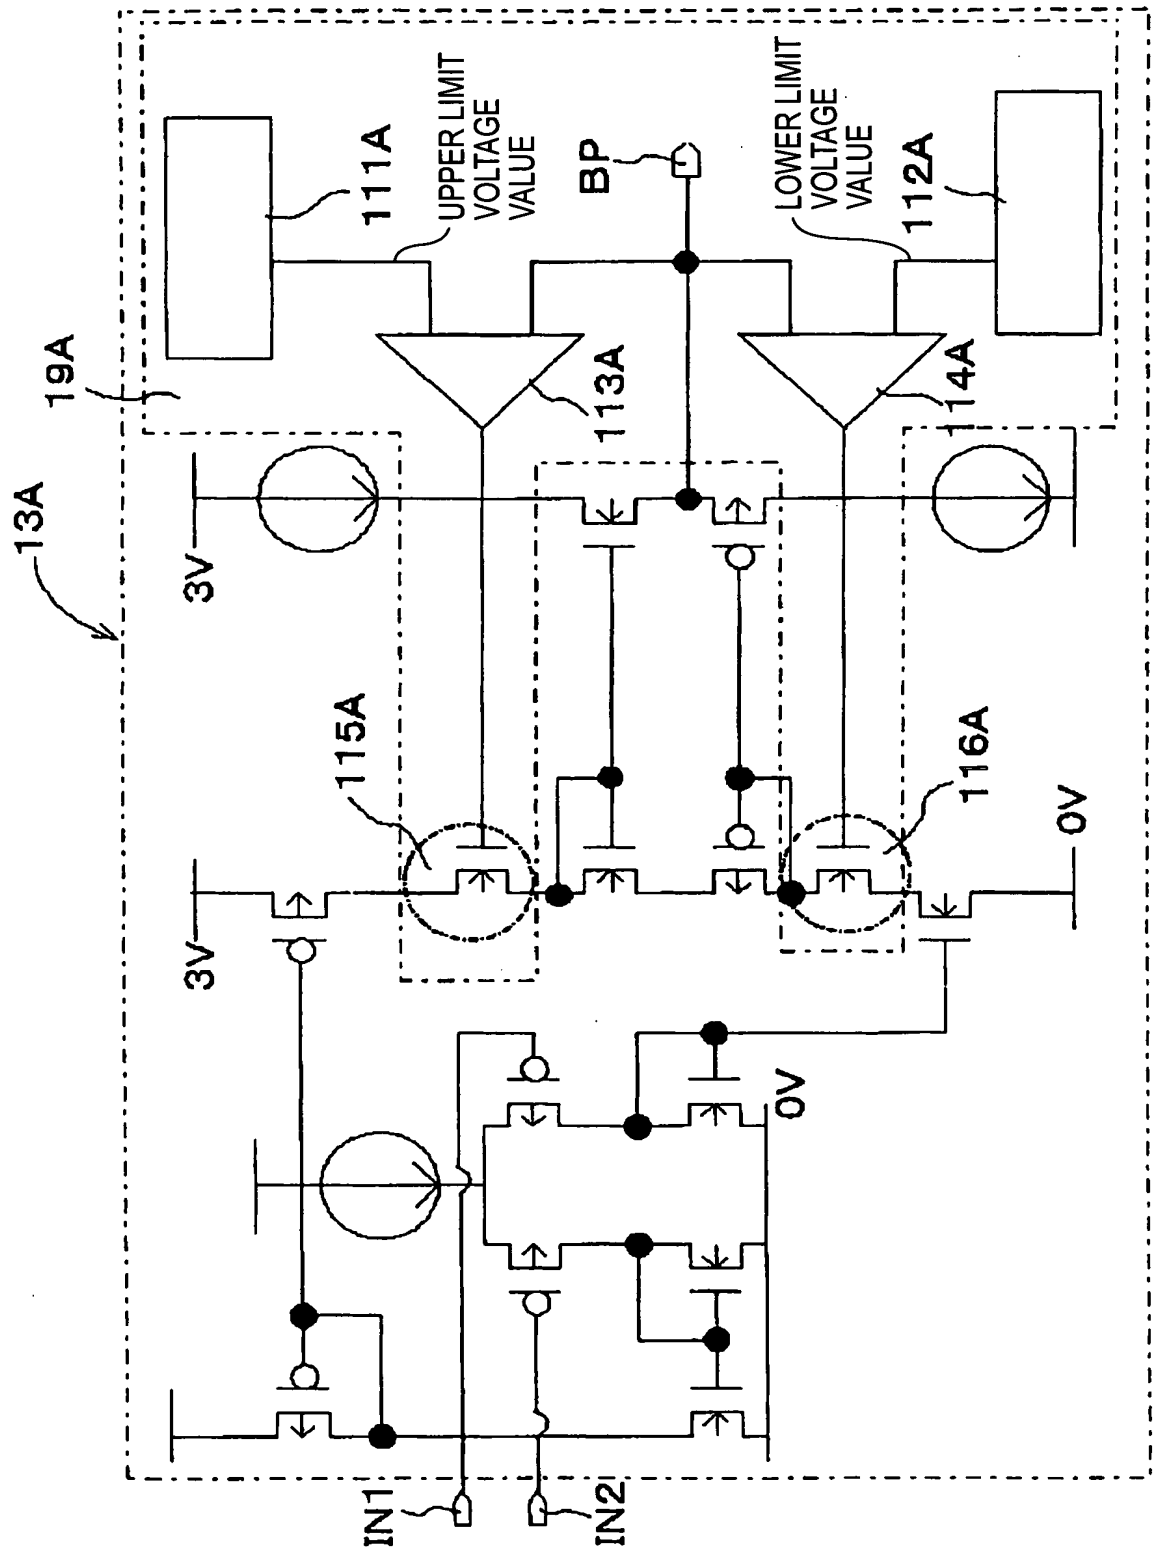 13A
19A
3V
3V
111A
UPPER LIMIT
VOLTAGE
VALUE
113A
115A
BP
LOWER LIMIT
VOLTAGE
VALUE
112A
114A
116A
0V
0V
IN1
IN2